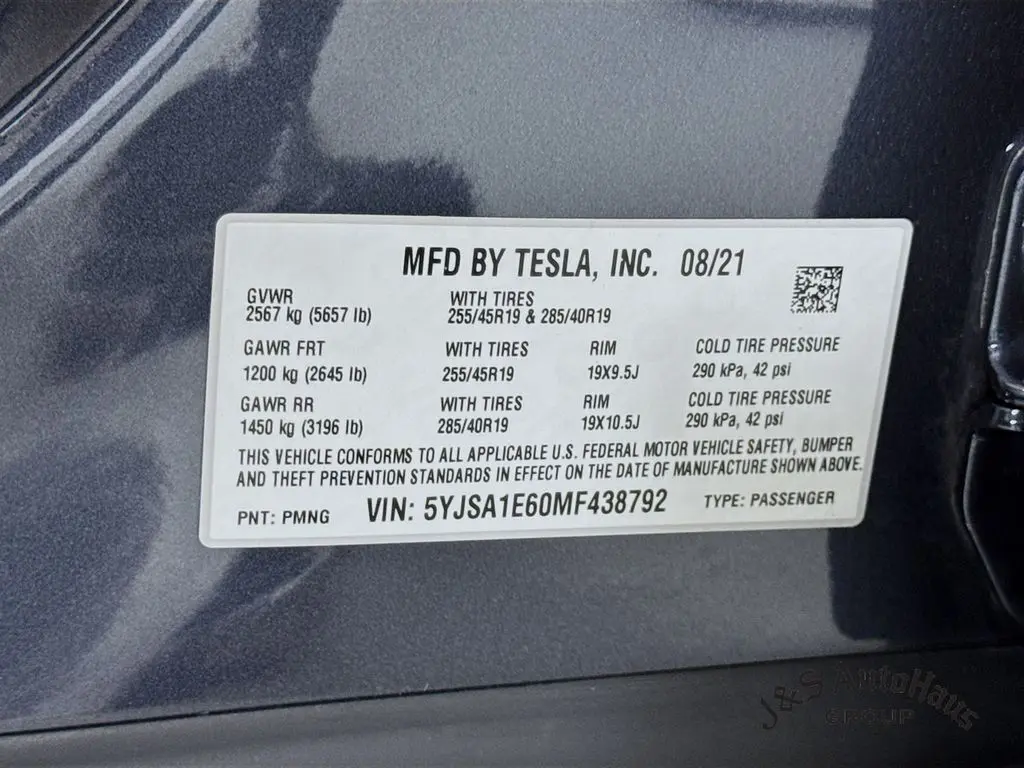 MFD BY TESLA, INC. 08/21
GVWR WITH TIRES
2567 kg (5657 lb) 255/45R19 & 285/40R19
GAWR FRT WITH TIRES RIM COLD TIRE PRESSURE
1200 kg (2645 lb) 255/45R19 19X9.5J 290 kPa, 42 psi
GAWR RR WITH TIRES RIM COLD TIRE PRESSURE
1450 kg (3196 lb) 285/40R19 19X10.5J 290 kPa, 42 psi
THIS VEHICLE CONFORMS TO ALL APPLICABLE U.S. FEDERAL MOTOR VEHICLE SAFETY, BUMPER
AND THEFT PREVENTION STANDARDS IN EFFECT ON THE DATE OF MANUFACTURE SHOWN ABOVE.
PNT: PMNG VIN: 5YJSA1E60MF438792 TYPE: PASSENGER
J&S AutoHaus
GROUP